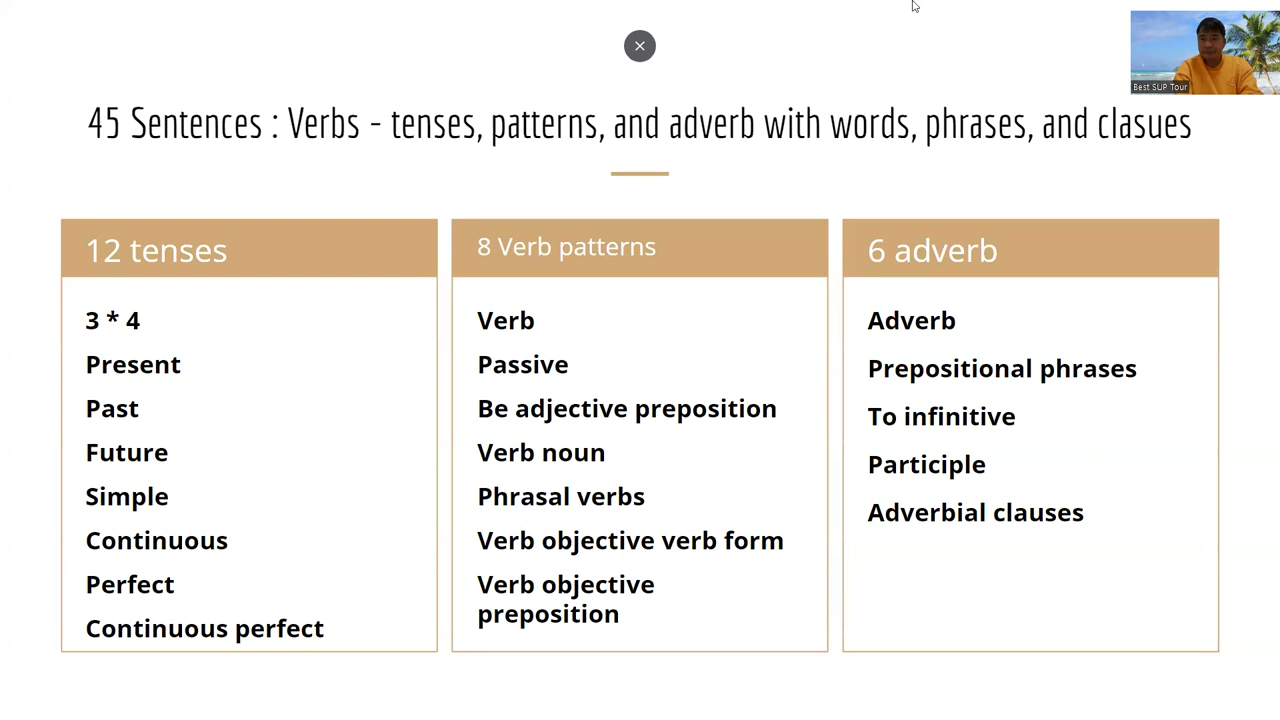 Best SUP Tour
45 Sentences : Verbs - tenses, patterns, and adverb with words, phrases, and clasues
12 tenses
3 * 4
Present
Past
Future
Simple
Continuous
Perfect
Continuous perfect
8 Verb patterns
Verb
Passive
Be adjective preposition
Verb noun
Phrasal verbs
Verb objective verb form
Verb objective
preposition
6 adverb
Adverb
Prepositional phrases
To infinitive
Participle
Adverbial clauses